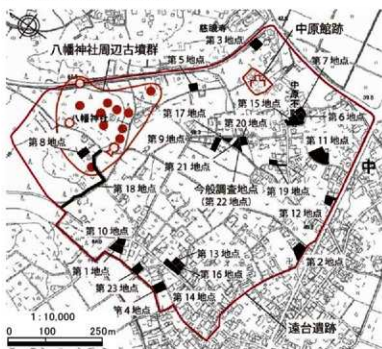 慈眼寺
第3地点
中原館跡
八幡神社周辺古墳群
第5地点
第7地点
第15地点
第17地点
第20地点
第6地点
八幡神社
第9地点
第11地点
第8地点
第21地点
中
今般調査地点
(第22地点)
第19地点
第18地点
第12地点
第10地点
第13地点
第2地点
第1地点
第16地点
第23地点
第14地点
第4地点
遠台遺跡
1:10,000
0 100 250m